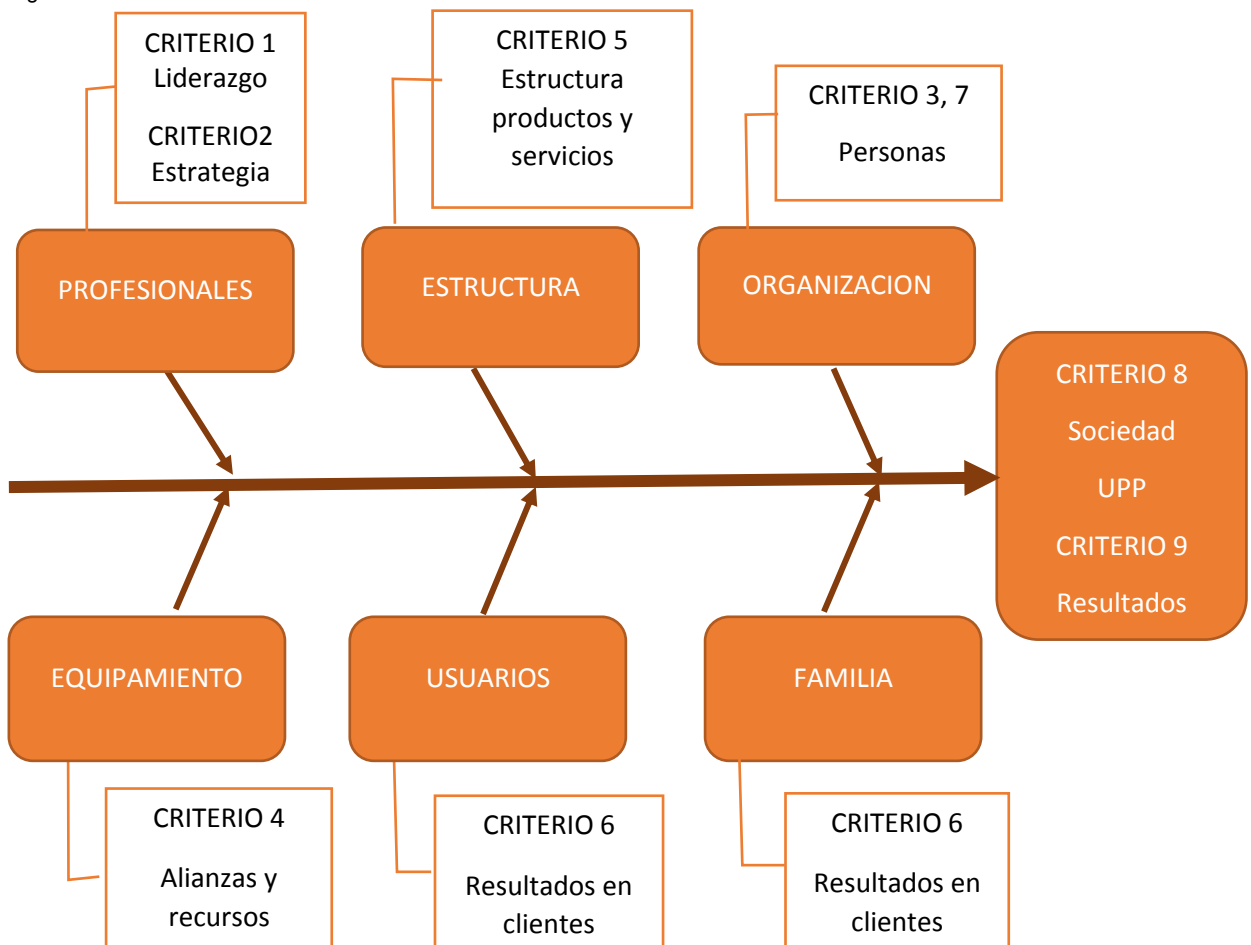 CRITERIO 1
Liderazgo
CRITERIO2
Estrategia
CRITERIO 5
Estructura
productos y
servicios
CRITERIO 3, 7
Personas
PROFESIONALES
ESTRUCTURA
ORGANIZACION
CRITERIO 8
Sociedad
UPP
CRITERIO 9
Resultados
EQUIPAMIENTO
USUARIOS
FAMILIA
CRITERIO 4
Alianzas y
recursos
CRITERIO 6
Resultados en
clientes
CRITERIO 6
Resultados en
clientes